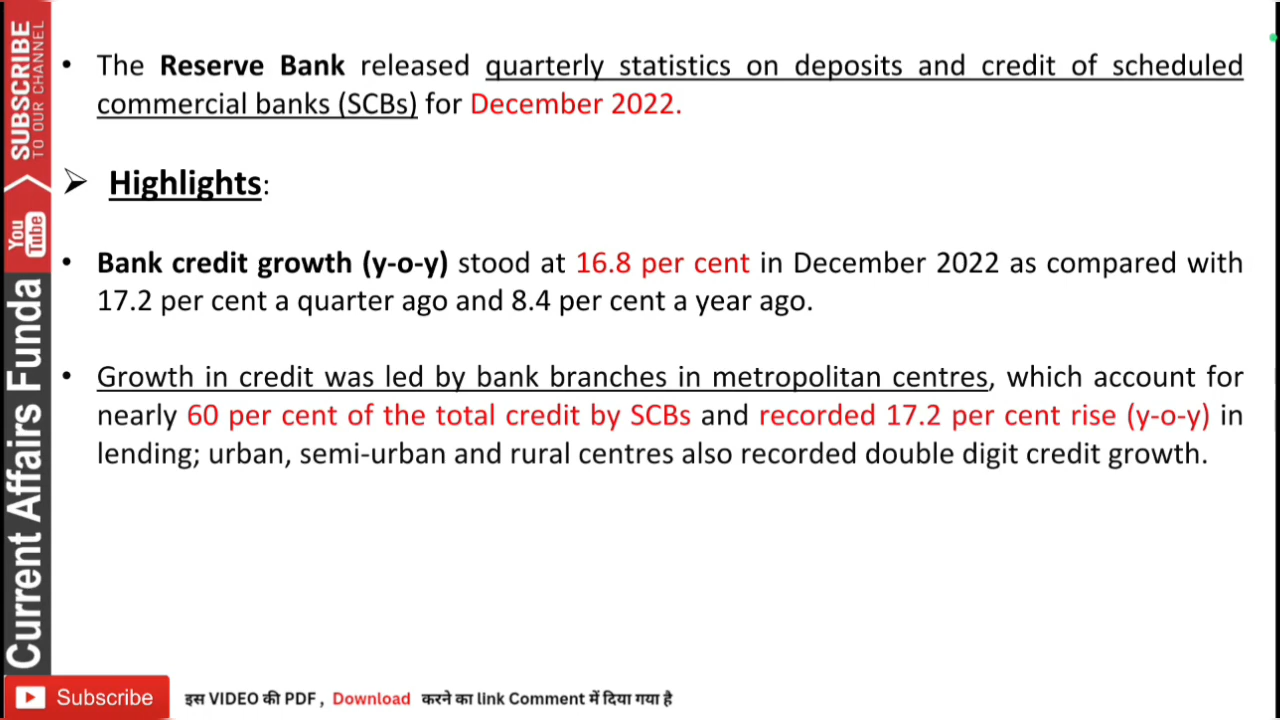 • The Reserve Bank released quarterly statistics on deposits and credit of scheduled
commercial banks (SCBs) for December 2022.
➢ Highlights:
• Bank credit growth (y-o-y) stood at 16.8 per cent in December 2022 as compared with
17.2 per cent a quarter ago and 8.4 per cent a year ago.
• Growth in credit was led by bank branches in metropolitan centres, which account for
nearly 60 per cent of the total credit by SCBs and recorded 17.2 per cent rise (y-o-y) in
lending; urban, semi-urban and rural centres also recorded double digit credit growth.
SUBSCRIBE
TO OUR CHANNEL
You
Tube
Current Affairs Funda
Subscribe
इस VIDEO की PDF , Download करने का link Comment में दिया गया है